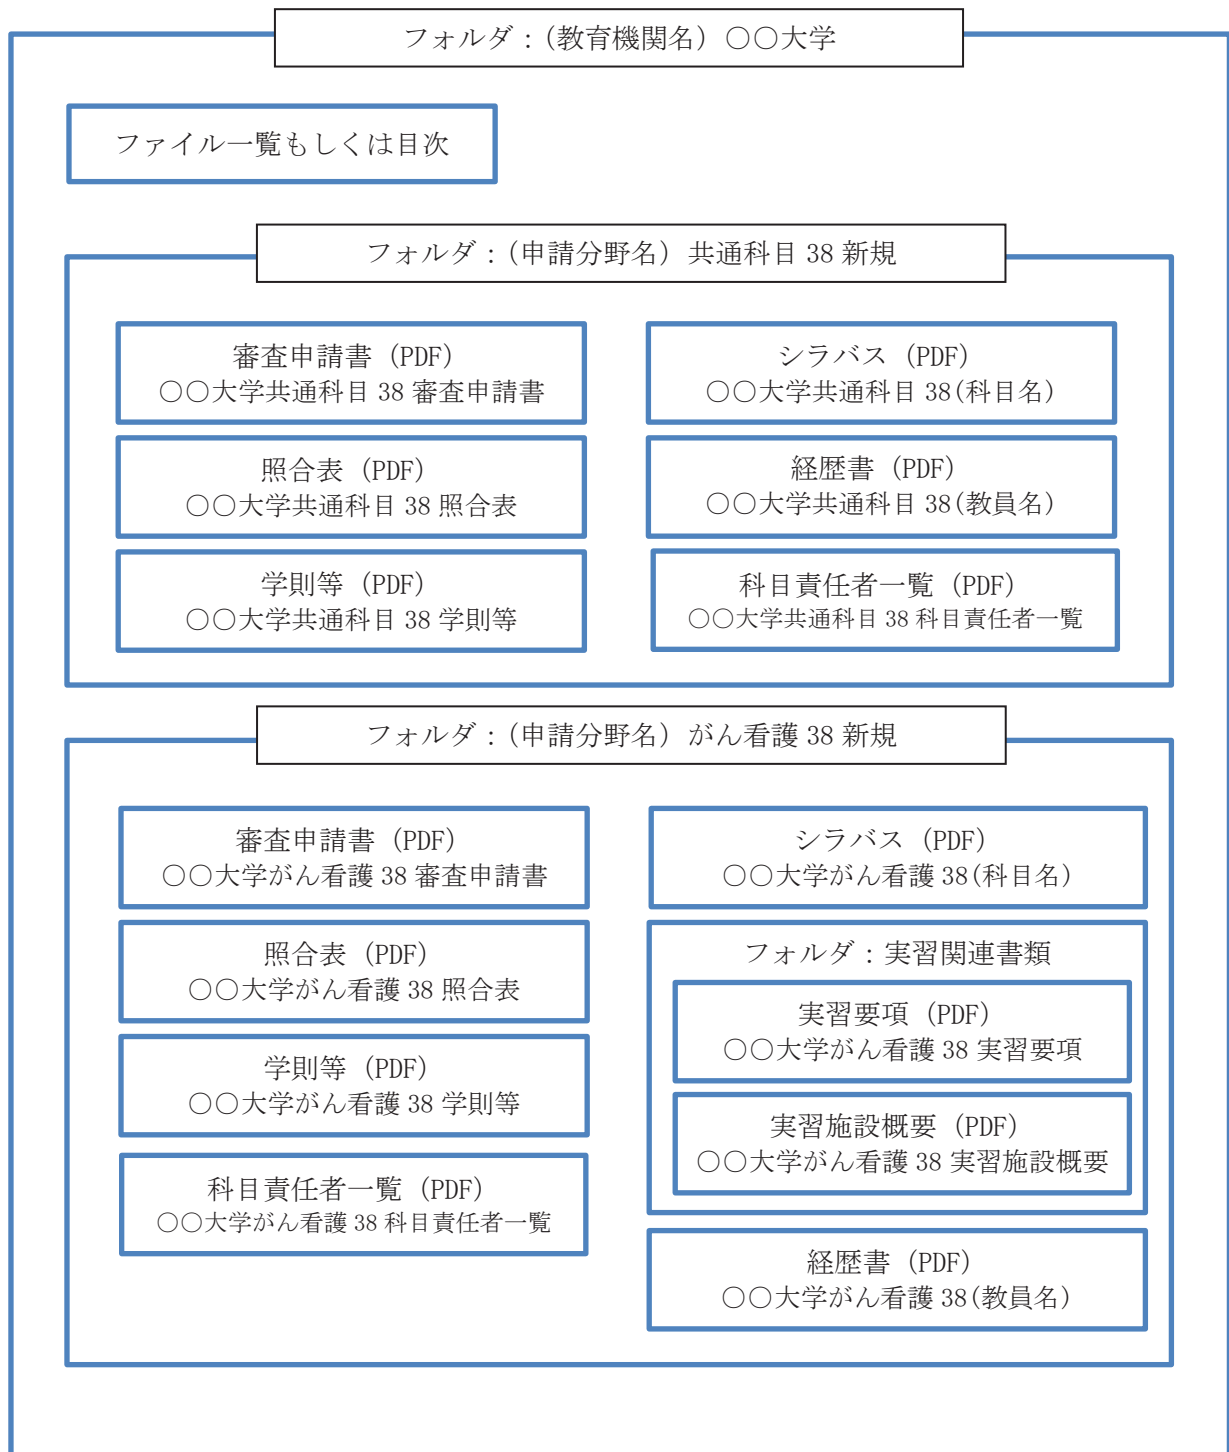 フォルダ：（教育機関名）○○大学
ファイル一覧もしくは目次
フォルダ：（申請分野名）共通科目 38 新規
審査申請書（PDF）
○○大学共通科目 38 審査申請書
照合表（PDF）
○○大学共通科目 38 照合表
学則等（PDF）
○○大学共通科目 38 学則等
シラバス（PDF）
○○大学共通科目 38(科目名)
経歴書（PDF）
○○大学共通科目 38(教員名)
科目責任者一覧（PDF）
○○大学共通科目 38 科目責任者一覧
フォルダ：（申請分野名）がん看護 38 新規
審査申請書（PDF）
○○大学がん看護 38 審査申請書
照合表（PDF）
○○大学がん看護 38 照合表
学則等（PDF）
○○大学がん看護 38 学則等
科目責任者一覧（PDF）
○○大学がん看護 38 科目責任者一覧
シラバス（PDF）
○○大学がん看護 38(科目名)
フォルダ：実習関連書類
実習要項（PDF）
○○大学がん看護 38 実習要項
実習施設概要（PDF）
○○大学がん看護 38 実習施設概要
経歴書（PDF）
○○大学がん看護 38(教員名)